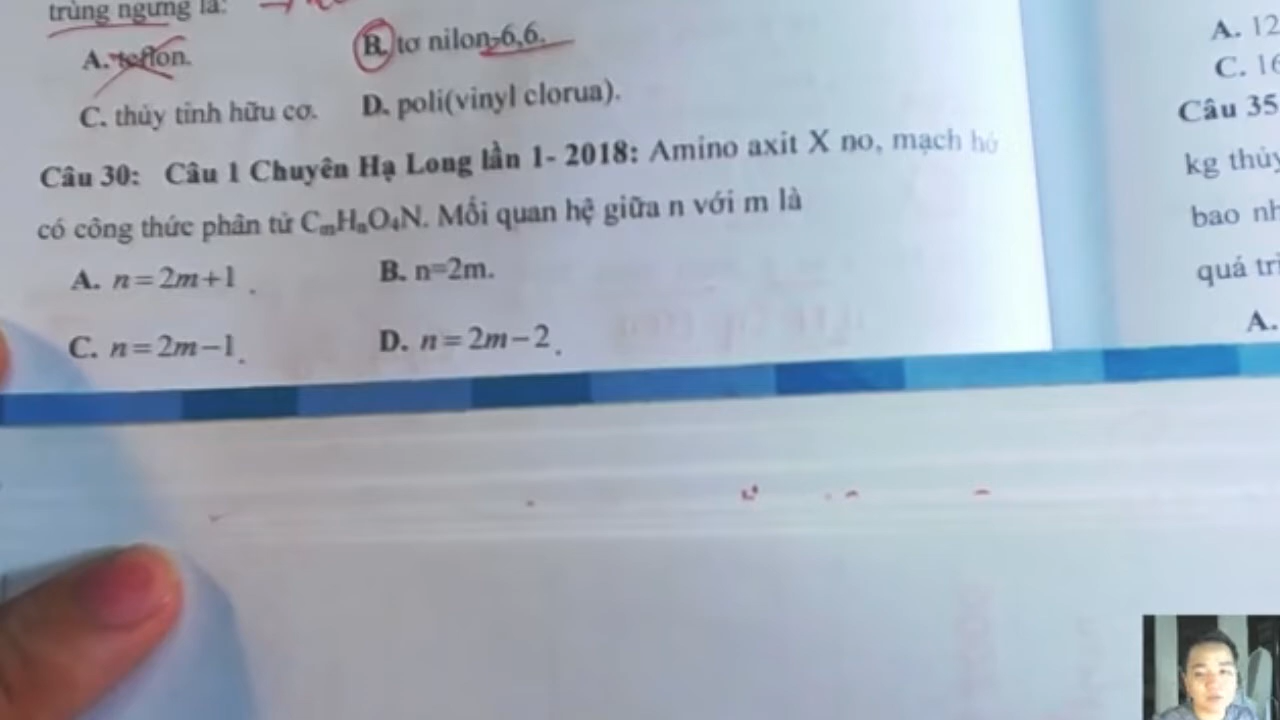 trùng ngưng là:
A. teflon. B. tơ nilon-6,6.
C. thủy tinh hữu cơ. D. poli(vinyl clorua).
Câu 30: Câu 1 Chuyên Hạ Long lần 1- 2018: Amino axit X no, mạch hở
có công thức phân tử CₘHₙO₄N. Mối quan hệ giữa n với m là
A. n=2m+1. B. n=2m.
C. n=2m-1. D. n=2m-2.
A. 12
C. 16
Câu 35
kg thủy
bao nh
quá trì
A.